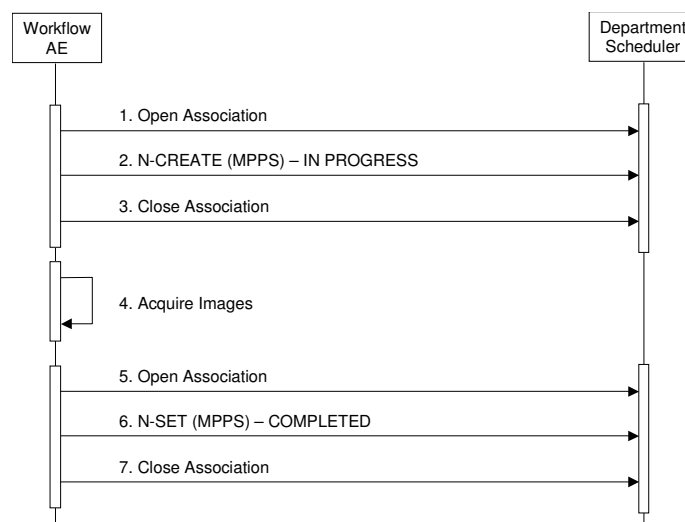 Workflow
AE
Department
Scheduler
1. Open Association
2. N-CREATE (MPPS) – IN PROGRESS
3. Close Association
4. Acquire Images
5. Open Association
6. N-SET (MPPS) – COMPLETED
7. Close Association